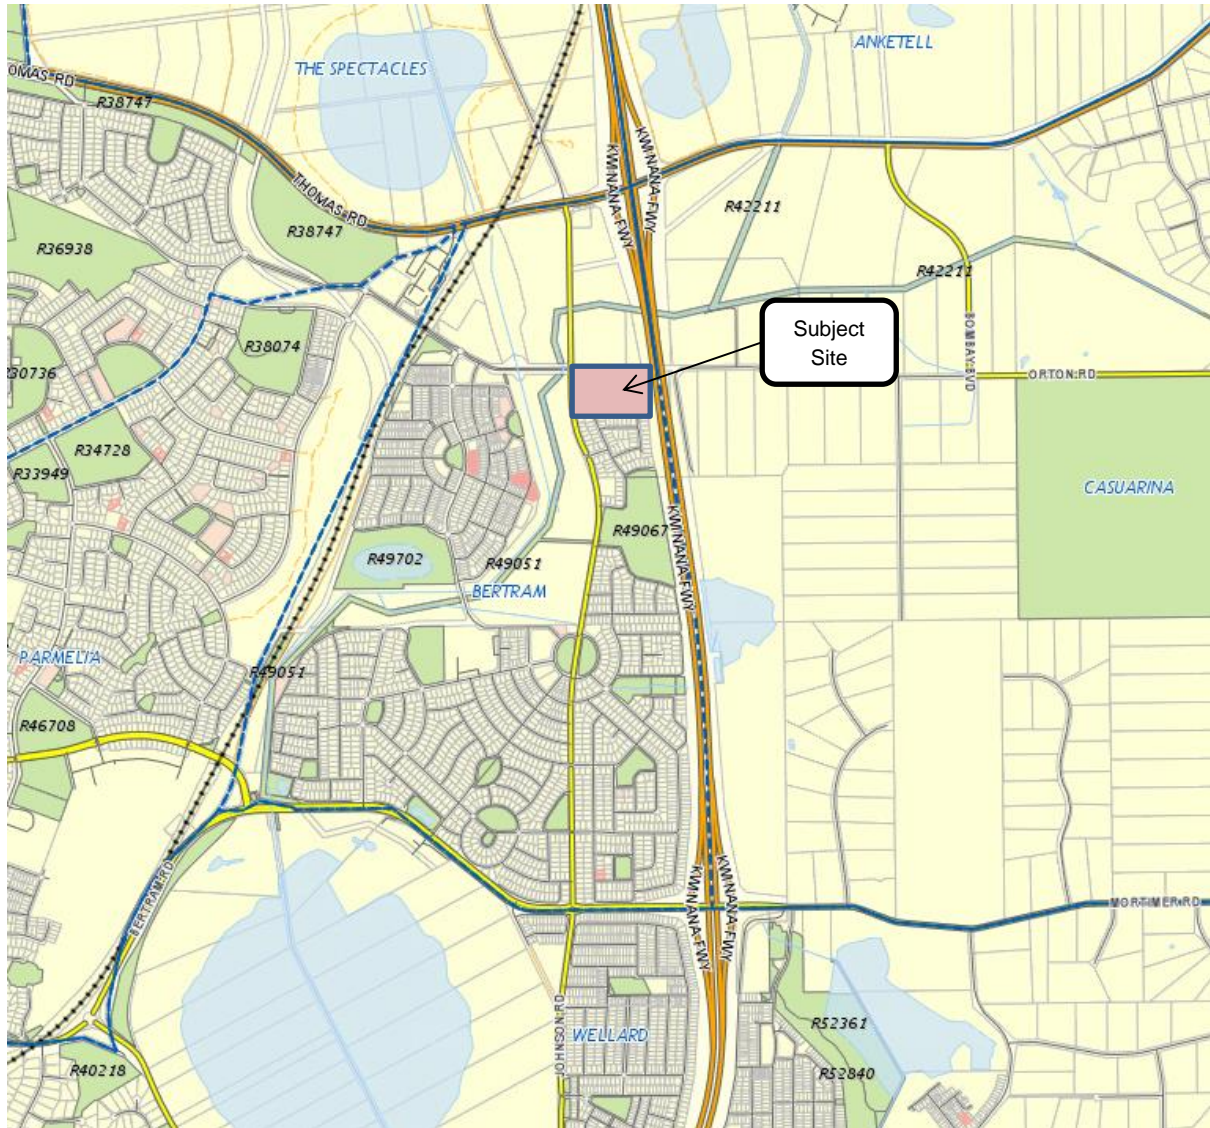 ANKETELL
THE SPECTACLES
OMAS RD
R38747
KWINANA FWY
KWINANA FWY
THOMAS RD
R42211
R38747
R36938
R42211
Subject
Site
R38074
BOMBAY BVD
30736
ORTON RD
R34728
R33949
CASUARINA
R49067
KWINANA FWY
R49702
R49051
BERTRAM
PARMELIA
R49051
R46708
BERTRAM RD
KWINANA FWY
KWINANA FWY
MORTIMER RD
JOHNSON RD
WELLARD
R52361
R40218
R52840